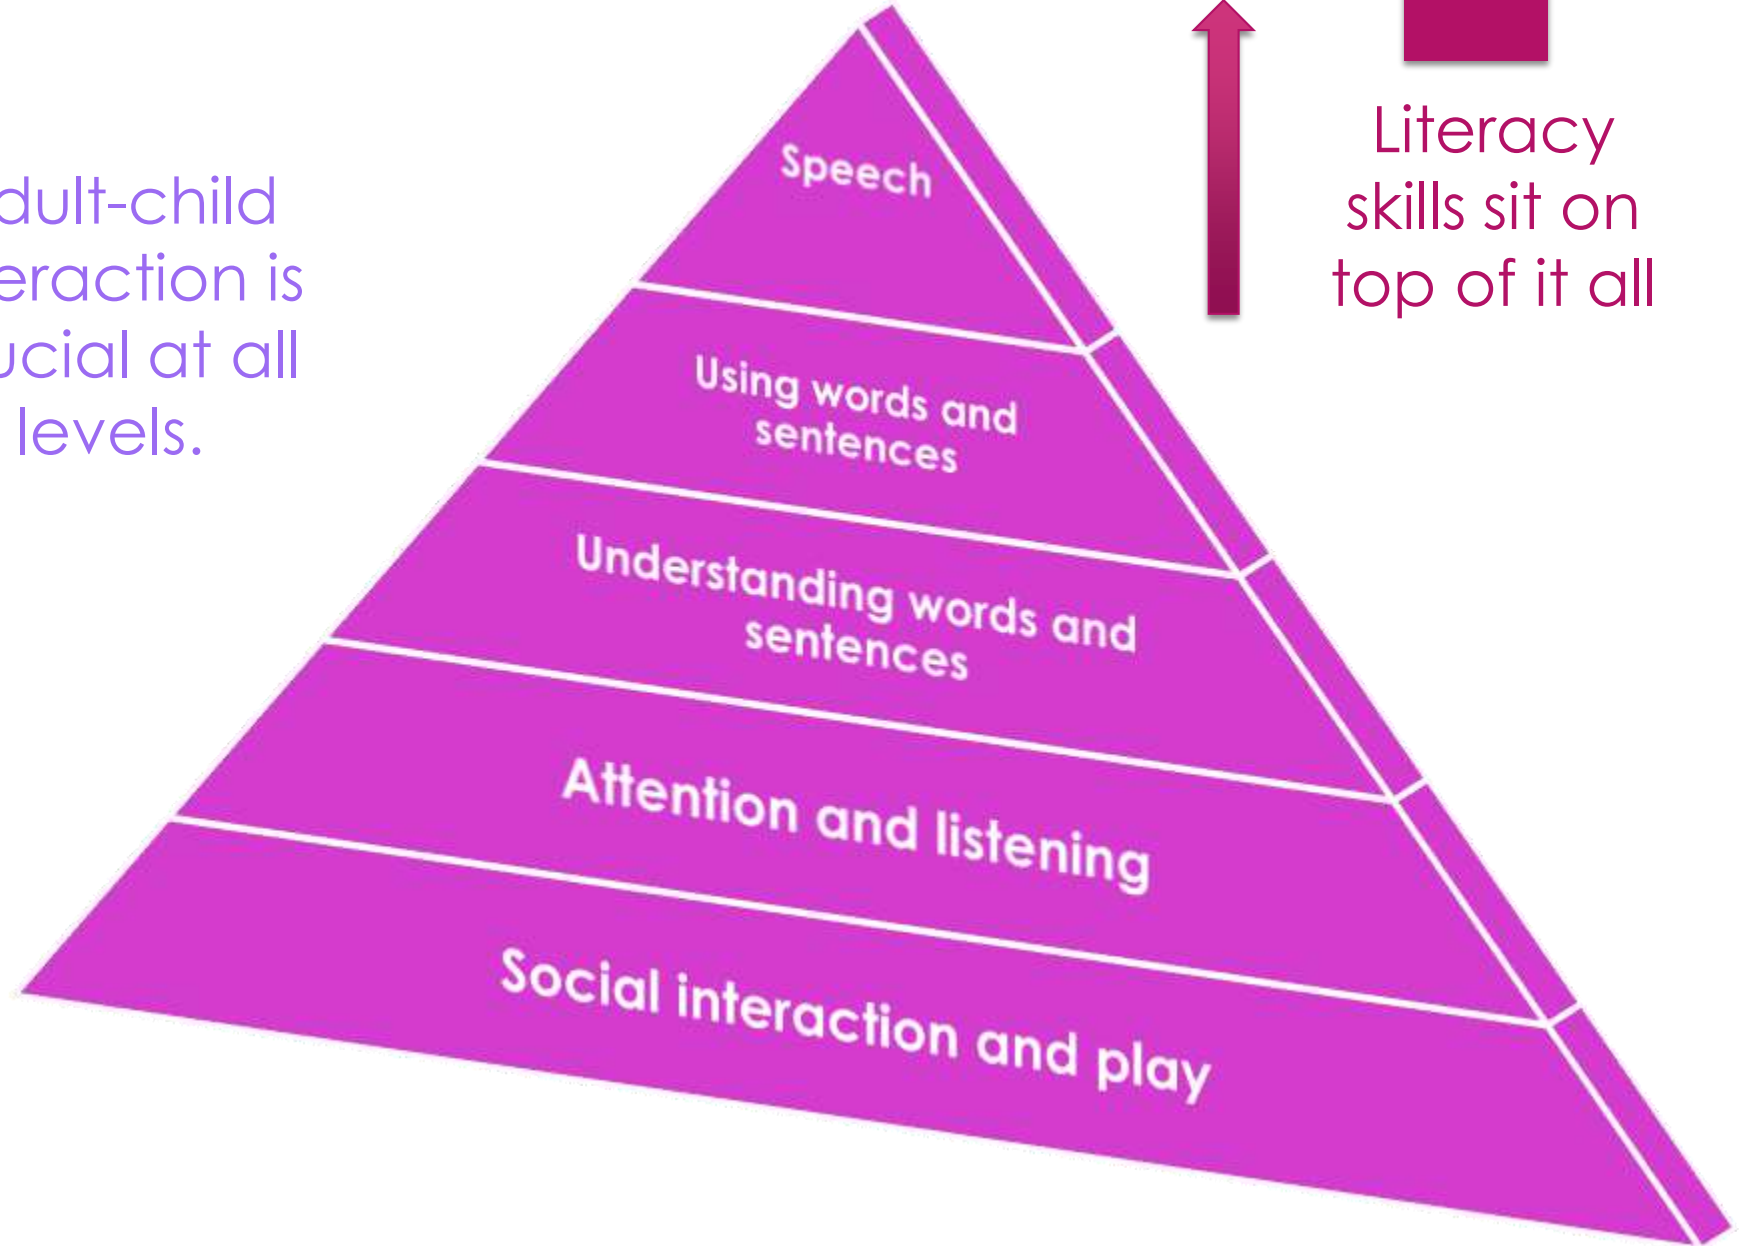 dult-child
eraction is
ucial at all
levels.
Literacy
skills sit on
top of it all
Speech
Using words and
sentences
Understanding words and
sentences
Attention and listening
Social interaction and play